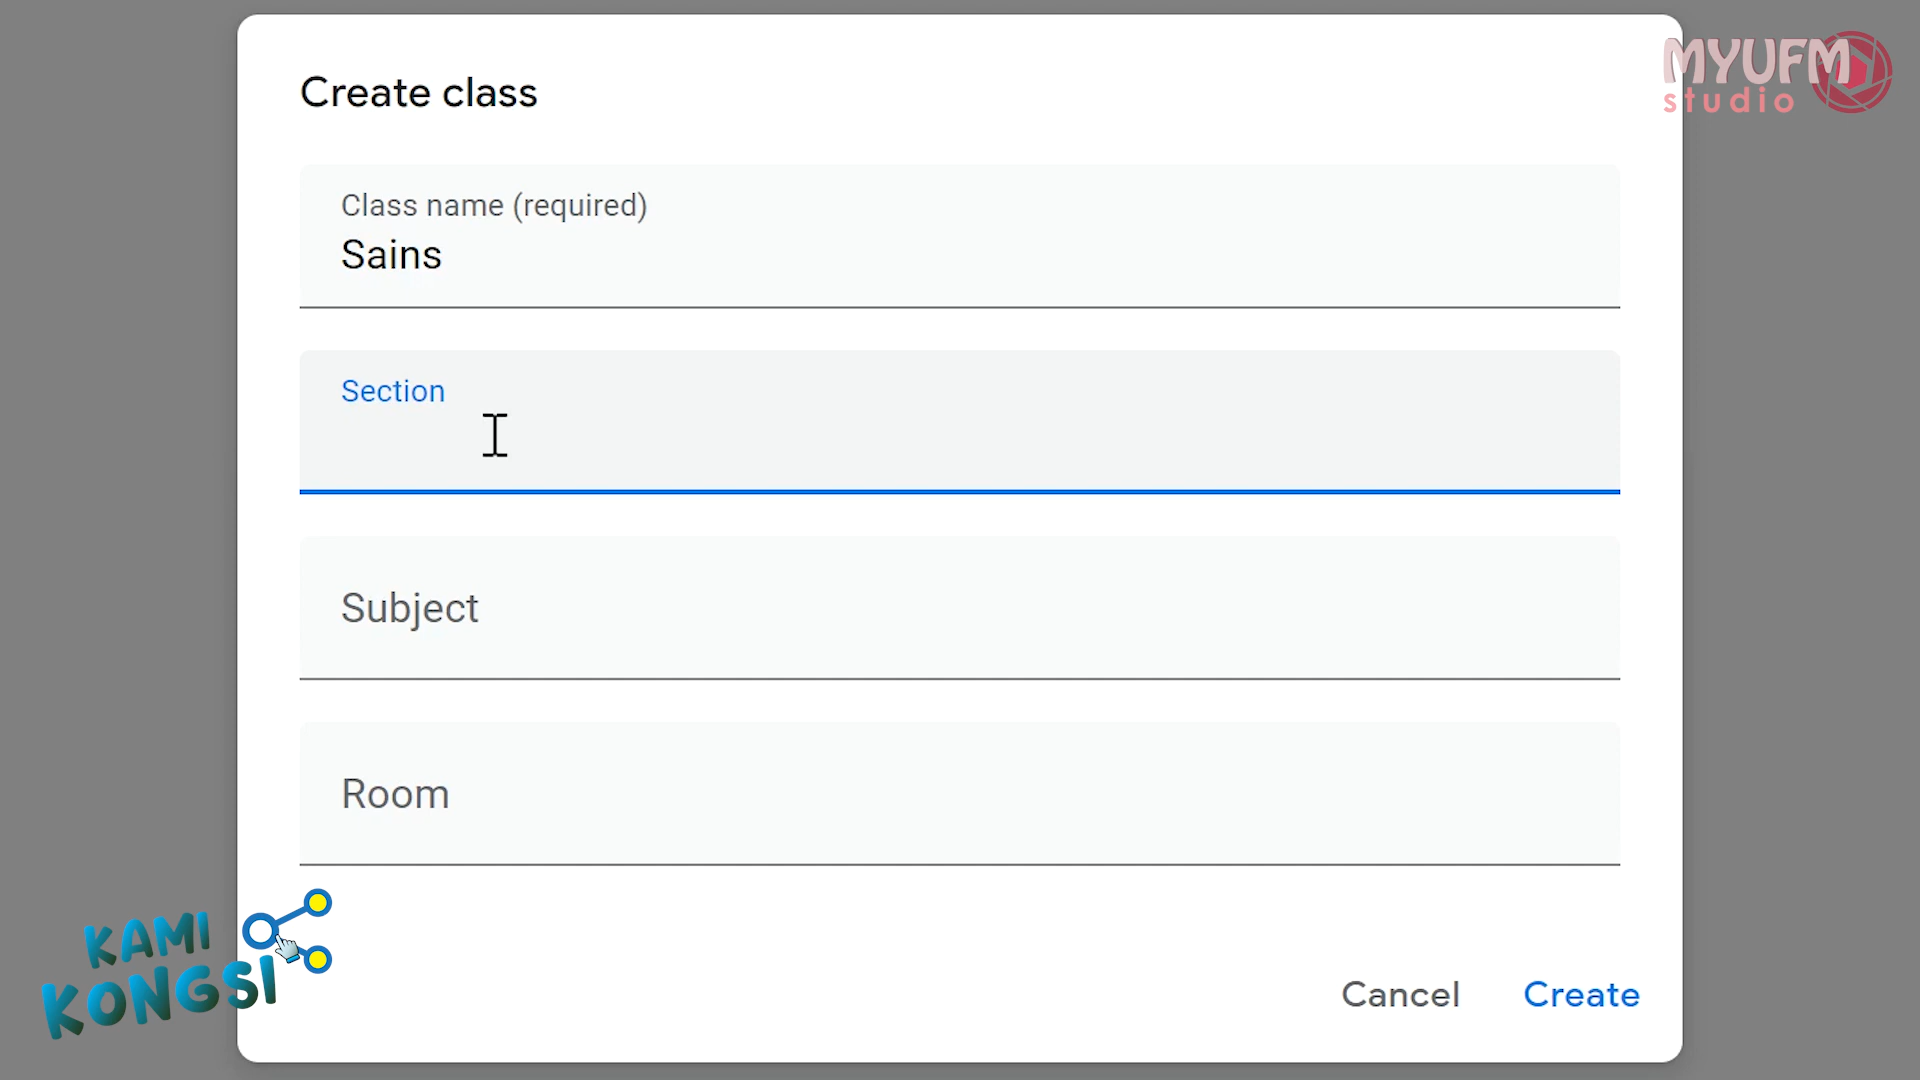 Create class
MYUFM
studio
Class name (required)
Sains
Section
Subject
Room
KAMI
KONGSI
Cancel Create